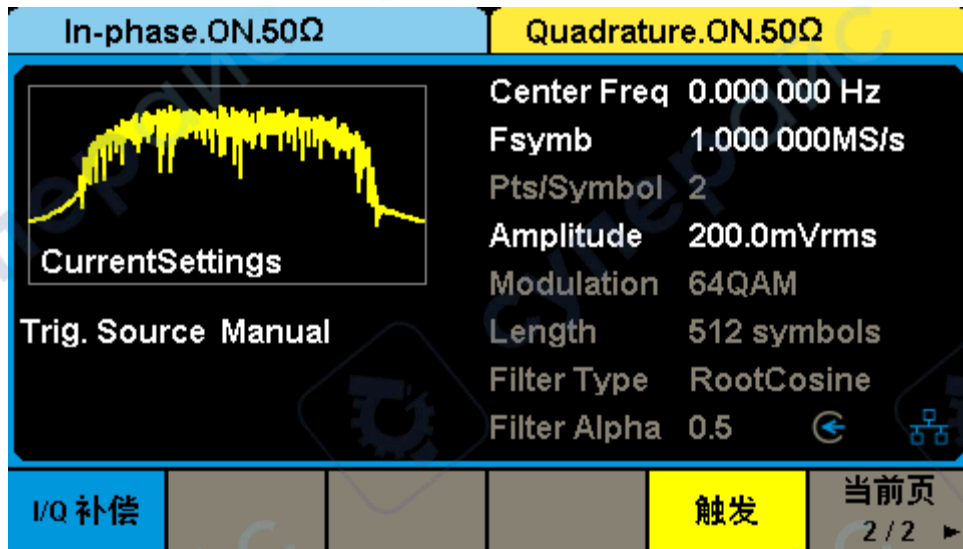 In-phase.ON.50Ω
Quadrature.ON.50Ω
Center Freq 0.000 000 Hz
Fsymb 1.000 000MS/s
Pts/Symbol 2
Amplitude 200.0mVrms
Modulation 64QAM
Length 512 symbols
Filter Type RootCosine
Filter Alpha 0.5
CurrentSettings
Trig. Source Manual
I/Q 补偿
触发
当前页
2 / 2
суперайс